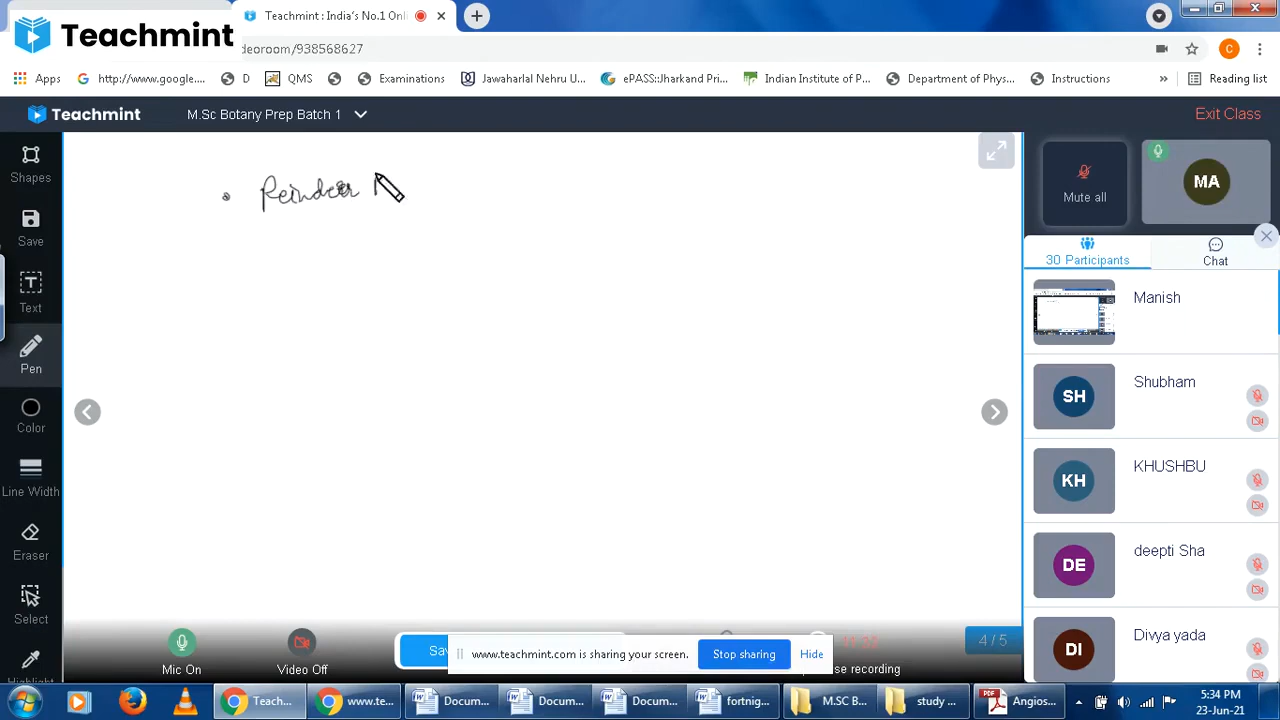 Teachmint
Teachmint : India's No.1 Onli
deoroom/938568627
C
Apps
http://www.google....
D
QMS
Examinations
Jawaharlal Nehru U...
ePASS::Jharkand Pri...
Indian Institute of P...
Department of Phys...
Instructions
»
Reading list
Teachmint
M.Sc Botany Prep Batch 1
Exit Class
Shapes
Save
Text
Pen
Color
Line Width
Eraser
Select
Highligh
• Reindeer
Mute all
MA
30 Participants
Chat
Manish
SH
Shubham
KH
KHUSHBU
DE
deepti Sha
DI
Divya yada
Mic On
Video Off
Sav
www.teachmint.com is sharing your screen.
Stop sharing
Hide
se recording
4 / 5
Teach...
www.te...
Docum...
Docum...
Docum...
fortnig...
M.SC B...
study ...
Angios...
5:34 PM
23-Jun-21